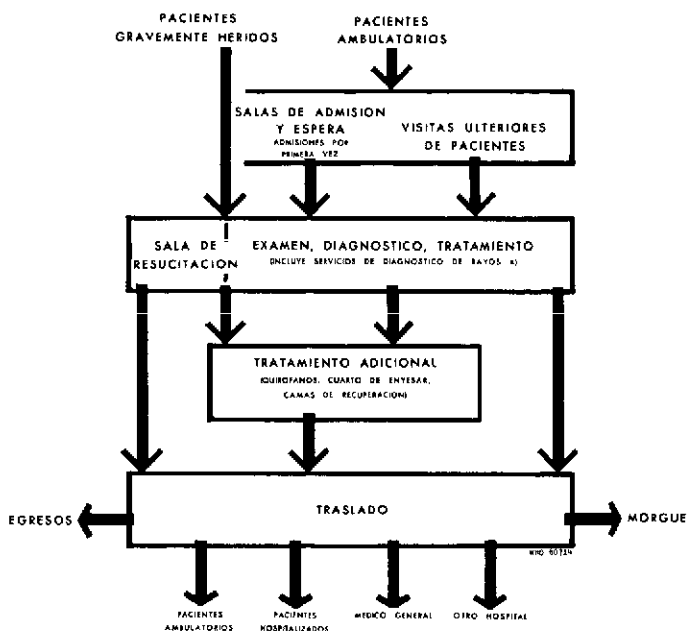 PACIENTES
GRAVEMENTE HERIDOS
PACIENTES
AMBULATORIOS
SALAS DE ADMISION
Y ESPERA
ADMISIONES POR
PRIMERA VEZ
VISITAS ULTERIORES
DE PACIENTES
SALA DE
RESUCITACION
EXAMEN, DIAGNOSTICO, TRATAMIENTO
(INCLUYE SERVICIOS DE DIAGNOSTICO DE RAYOS X)
TRATAMIENTO ADICIONAL
(QUIROFANOS, CUARTO DE ENYESAR,
CAMAS DE RECUPERACION)
TRASLADO
EGRESOS
MORGUE
WHO 60714
PACIENTES
AMBULATORIOS
PACIENTES
HOSPITALIZADOS
MEDICO GENERAL
OTRO HOSPITAL